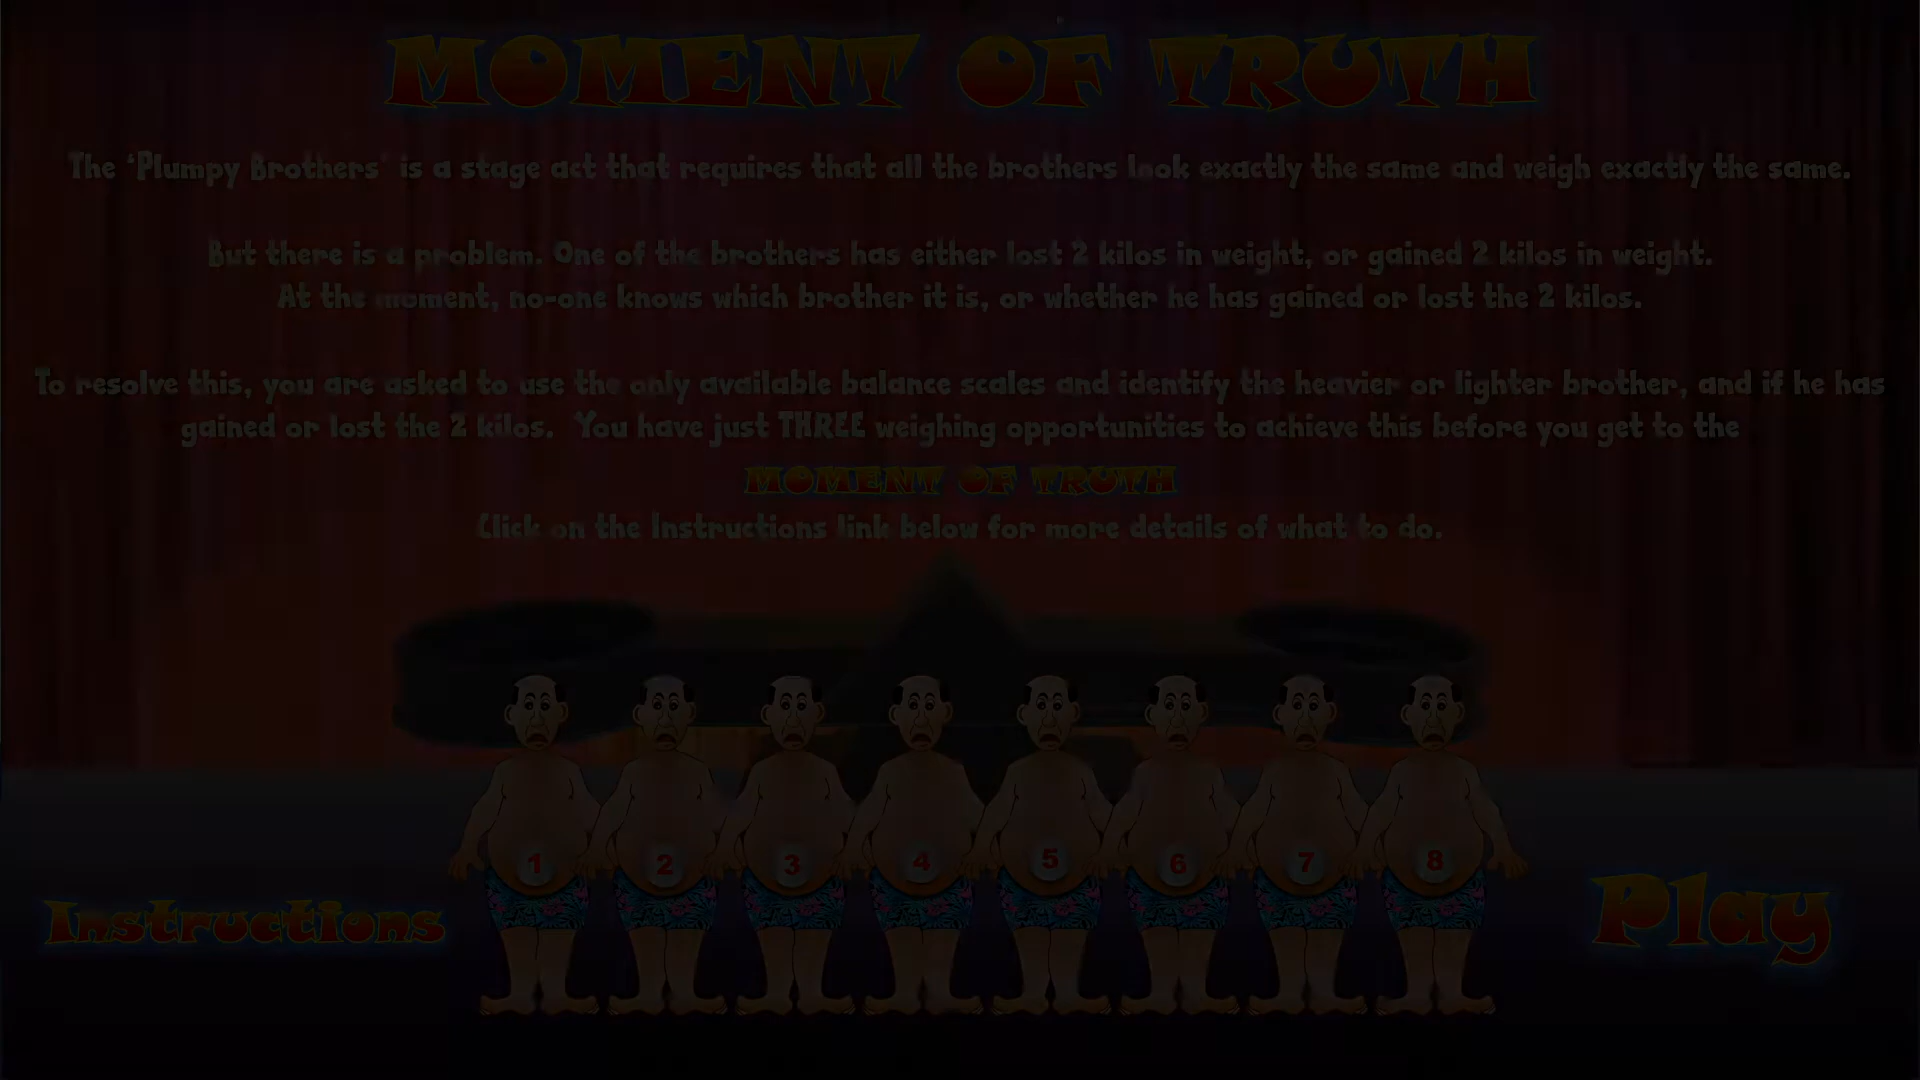 MOMENT OF TRUTH
The 'Plumpy Brothers' is a stage act that requires that all the brothers look exactly the same and weigh exactly the same.
But there is a problem. One of the brothers has either lost 2 kilos in weight, or gained 2 kilos in weight.
At the moment, no-one knows which brother it is, or whether he has gained or lost the 2 kilos.
To resolve this, you are asked to use the only available balance scales and identify the heavier or lighter brother, and if he has
gained or lost the 2 kilos. You have just THREE weighing opportunities to achieve this before you get to the
MOMENT OF TRUTH
Click on the Instructions link below for more details of what to do.
1 2 3 4 5 6 7 8
Instructions
Play